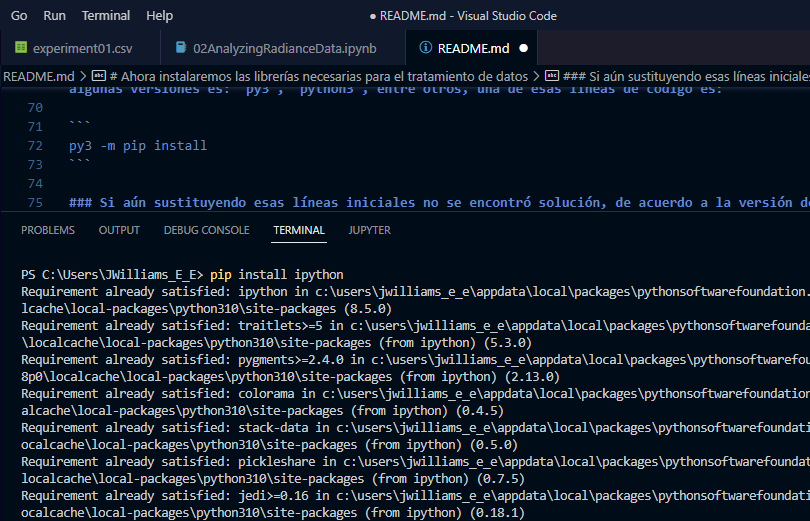 Go Run Terminal Help ● README.md - Visual Studio Code
experiment01.csv 02AnalyzingRadianceData.ipynb README.md ●
README.md > # Ahora instalaremos las librerías necesarias para el tratamiento de datos > ### Si aún sustituyendo esas líneas iniciale
algunas versiones es: `py3`, `python3`, entre otros, una de esas líneas de código es:
70
71 ```
72 py3 -m pip install
73 ```
74
75 ### Si aún sustituyendo esas líneas iniciales no se encontró solución, de acuerdo a la versión de
PROBLEMS OUTPUT DEBUG CONSOLE TERMINAL JUPYTER
PS C:\Users\JWilliams_E_E> pip install ipython
Requirement already satisfied: ipython in c:\users\jwilliams_e_e\appdata\local\packages\pythonsoftwarefoundation.
lcache\local-packages\python310\site-packages (8.5.0)
Requirement already satisfied: traitlets>=5 in c:\users\jwilliams_e_e\appdata\local\packages\pythonsoftwarefounda
\localcache\local-packages\python310\site-packages (from ipython) (5.3.0)
Requirement already satisfied: pygments>=2.4.0 in c:\users\jwilliams_e_e\appdata\local\packages\pythonsoftwarefou
8p0\localcache\local-packages\python310\site-packages (from ipython) (2.13.0)
Requirement already satisfied: colorama in c:\users\jwilliams_e_e\appdata\local\packages\pythonsoftwarefoundation
alcache\local-packages\python310\site-packages (from ipython) (0.4.5)
Requirement already satisfied: stack-data in c:\users\jwilliams_e_e\appdata\local\packages\pythonsoftwarefoundati
ocalcache\local-packages\python310\site-packages (from ipython) (0.5.0)
Requirement already satisfied: pickleshare in c:\users\jwilliams_e_e\appdata\local\packages\pythonsoftwarefoundat
localcache\local-packages\python310\site-packages (from ipython) (0.7.5)
Requirement already satisfied: jedi>=0.16 in c:\users\jwilliams_e_e\appdata\local\packages\pythonsoftwarefoundati
ocalcache\local-packages\python310\site-packages (from ipython) (0.18.1)